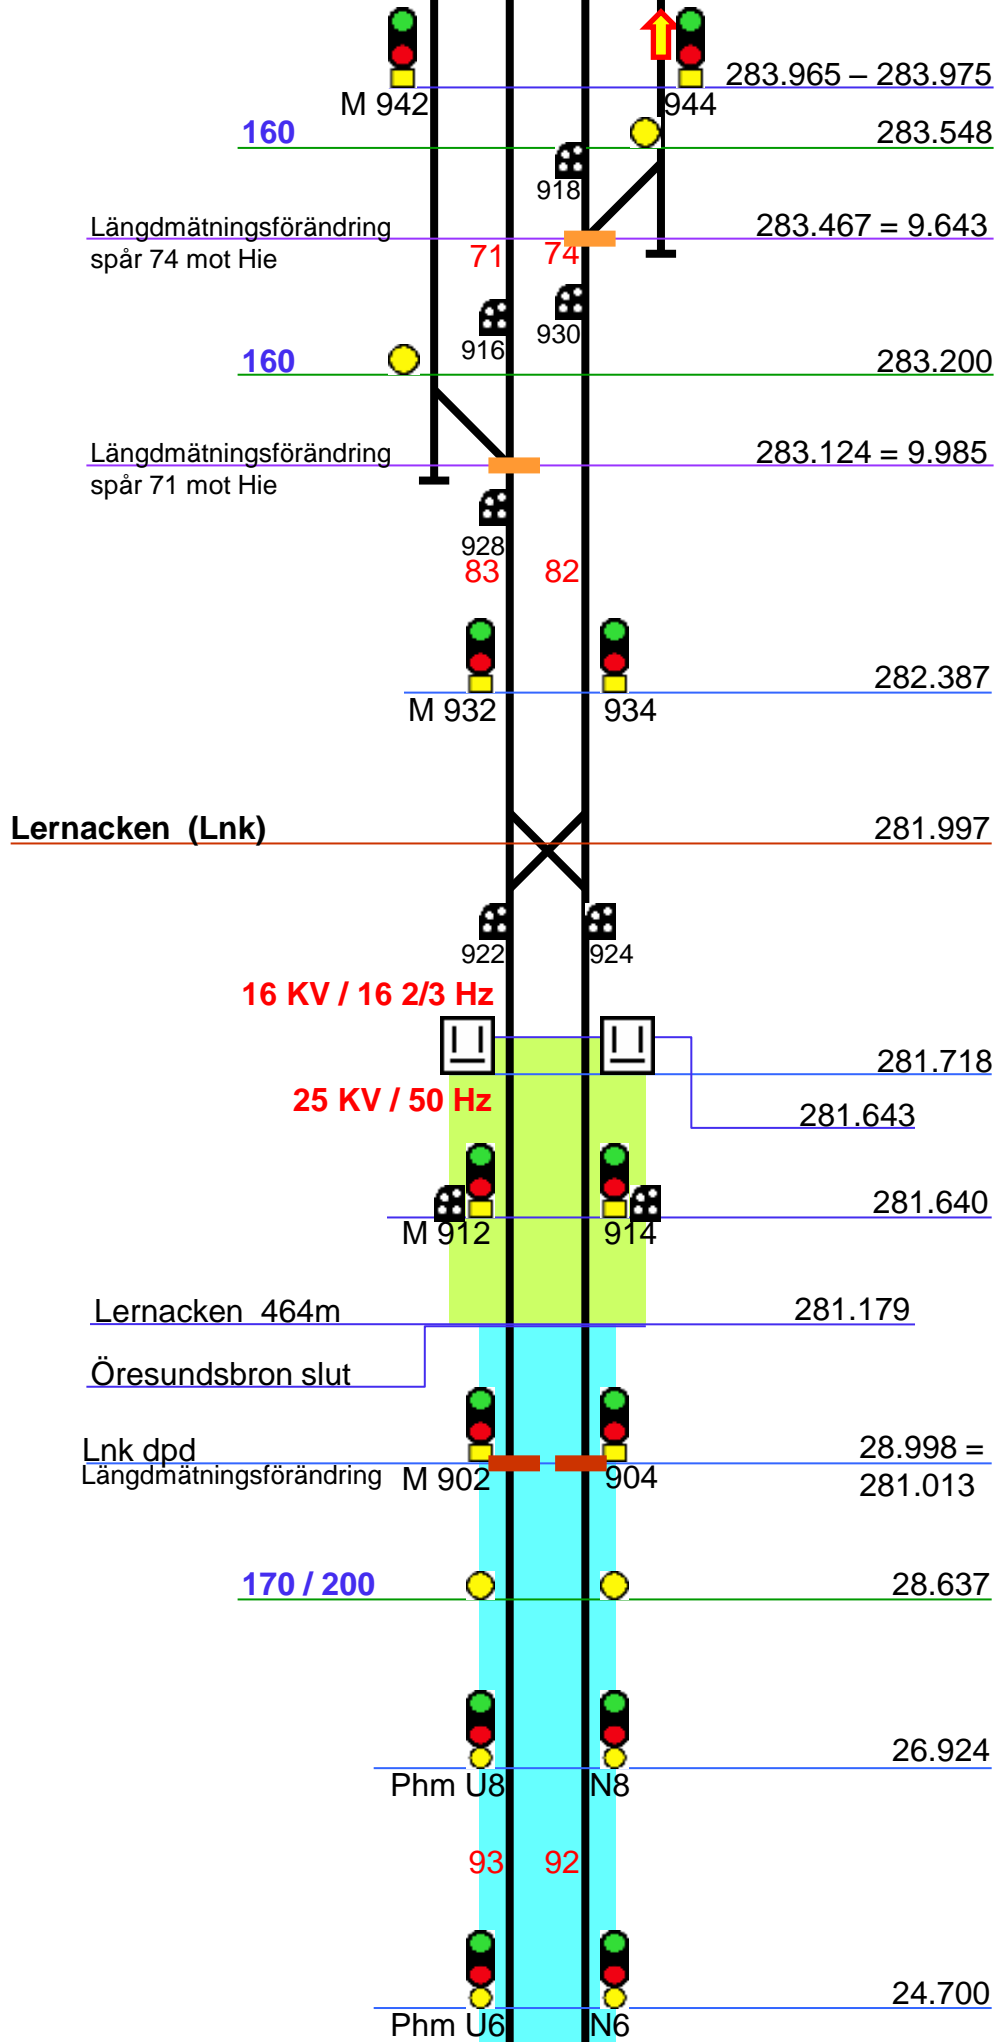 283.965 – 283.975
M 942
944
160
283.548
918
Längdmätningsförändring
spår 74 mot Hie
283.467 = 9.643
71
74
916
930
160
283.200
Längdmätningsförändring
spår 71 mot Hie
283.124 = 9.985
928
83
82
282.387
M 932
934
Lernacken (Lnk)
281.997
922
924
16 KV / 16 2/3 Hz
281.718
25 KV / 50 Hz
281.643
M 912
914
281.640
Lernacken 464m
281.179
Öresundsbron slut
Lnk dpd
Längdmätningsförändring
M 902
904
28.998 =
281.013
170 / 200
28.637
26.924
Phm U8
N8
93
92
24.700
Phm U6
N6